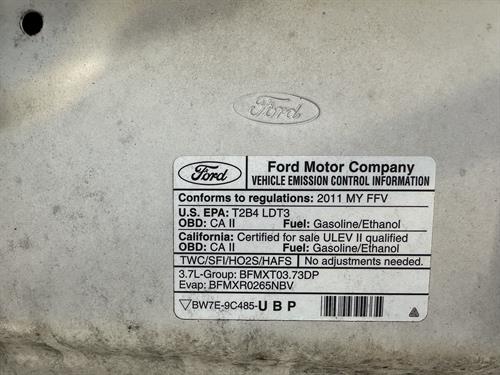 Ford
Ford
Ford Motor Company
VEHICLE EMISSION CONTROL INFORMATION
Conforms to regulations: 2011 MY FFV
U.S. EPA: T2B4 LDT3
OBD: CA II Fuel: Gasoline/Ethanol
California: Certified for sale ULEV II qualified
OBD: CA II Fuel: Gasoline/Ethanol
TWC/SFI/HO2S/HAFS No adjustments needed.
3.7L-Group: BFMXT03.73DP
Evap: BFMXR0265NBV
BW7E-9C485-U B P